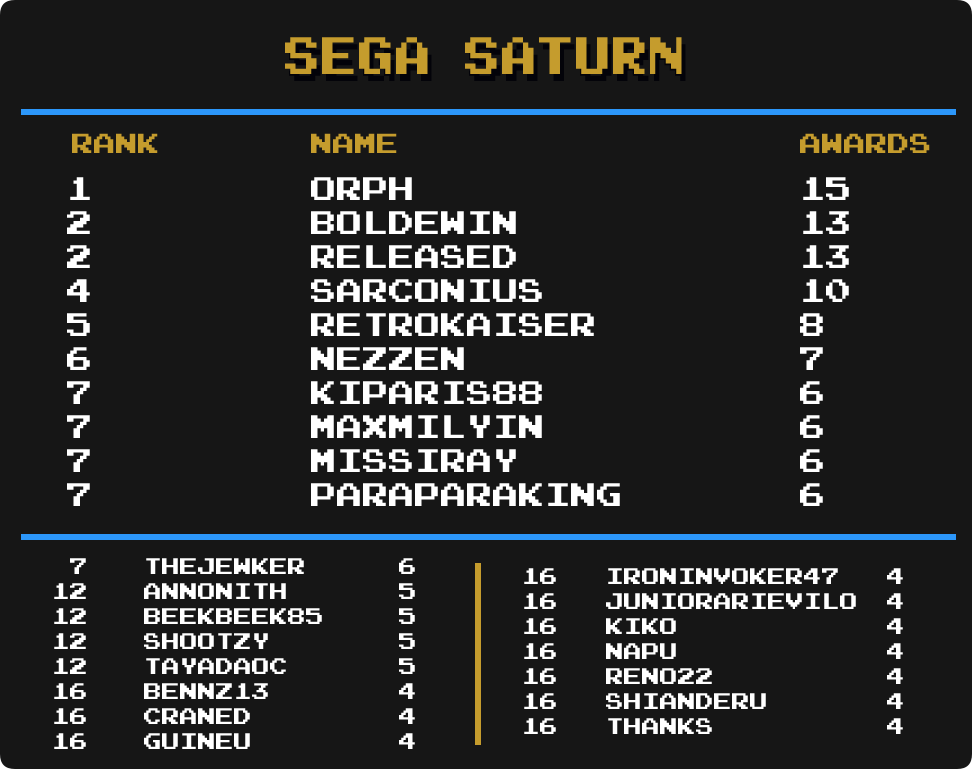 SEGA SATURN
RANK NAME AWARDS
1 ORPH 15
2 BOLDEWIN 13
2 RELEASED 13
4 SARCONIUS 10
5 RETROKAISER 8
6 NEZZEN 7
7 KIPARIS88 6
7 MAXMILYIN 6
7 MISSIRAY 6
7 PARAPARAKING 6
7 THEJEWKER 6
12 ANNONITH 5
12 BEEKBEEK85 5
12 SHOOTZY 5
12 TAYADAOC 5
16 BENNZ13 4
16 CRANED 4
16 GUINEU 4
16 IRONINVOKER47 4
16 JUNIORARIEVILO 4
16 KIKO 4
16 NAPU 4
16 RENO22 4
16 SHIANDERU 4
16 THANKS 4